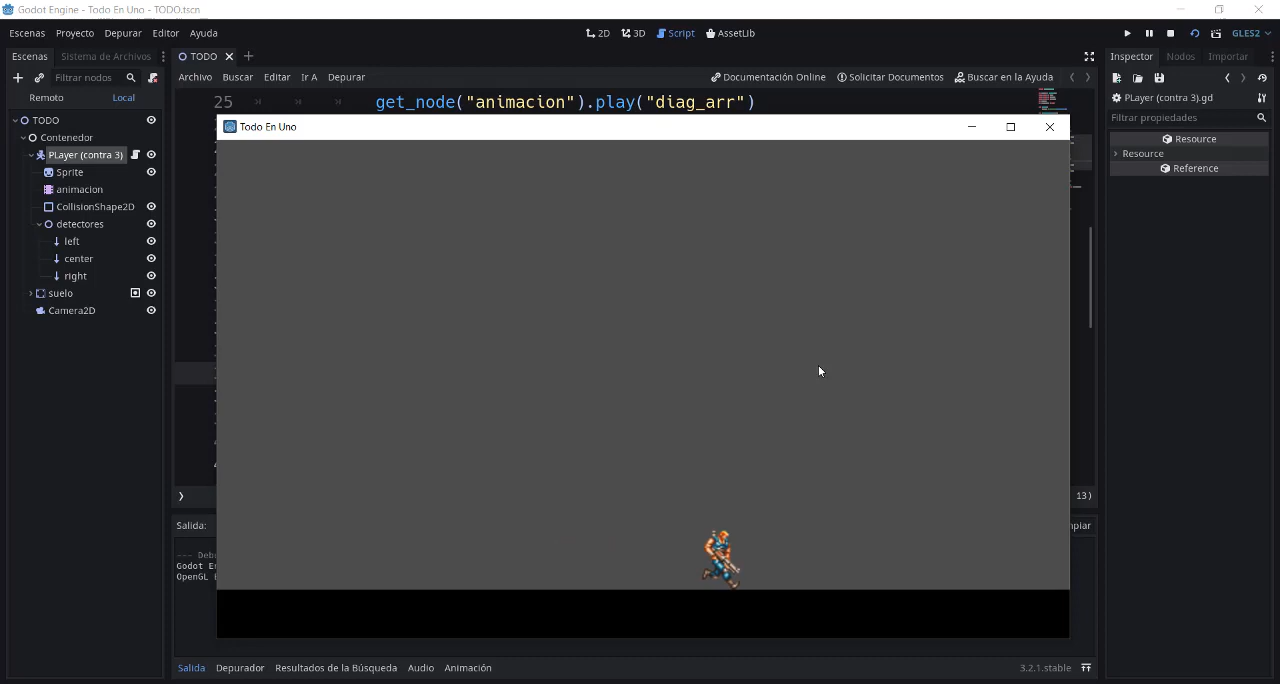 Godot Engine - Todo En Uno - TODO.tscn
Escenas Proyecto Depurar Editor Ayuda
2D 3D Script AssetLib
GLES2
Escenas Sistema de Archivos
TODO
Inspector Nodos Importar
Filtrar nodos
Archivo Buscar Editar Ir A Depurar
Documentación Online Solicitar Documentos Buscar en la Ayuda
Remoto Local
PLayer (contra 3).gd
25 get_node("animacion").play("diag_arr")
Filtrar propiedades
TODO
Contenedor
PLayer (contra 3)
Sprite
animacion
CollisionShape2D
detectores
left
center
right
suelo
Camera2D
Todo En Uno
Resource
Resource
Reference
13)
Salida:
--- Deb
Godot E
OpenGL
Salida Depurador Resultados de la Búsqueda Audio Animación
3.2.1.stable